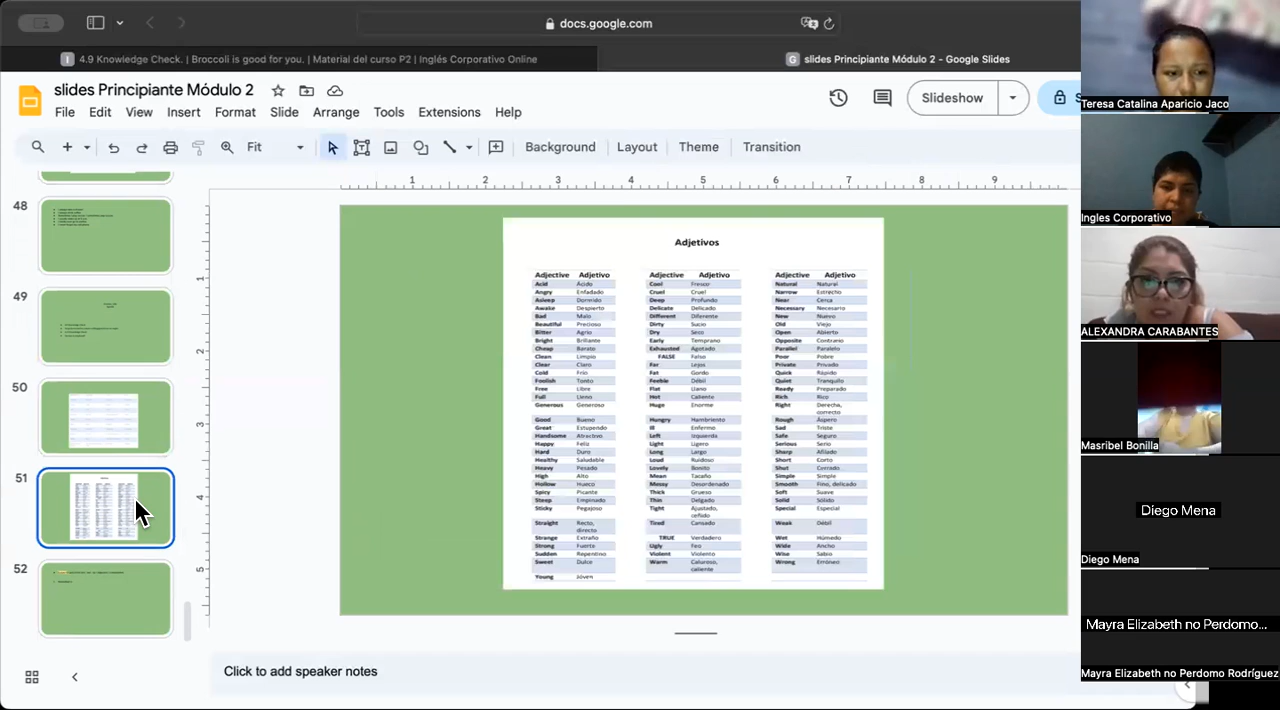 docs.google.com
4.9 Knowledge Check. | Broccoli is good for you. | Material del curso P2 | Inglés Corporativo Online
slides Principiante Módulo 2 - Google Slides
slides Principiante Módulo 2
File Edit View Insert Format Slide Arrange Tools Extensions Help
Slideshow
Fit
Background Layout Theme Transition
1 2 3 4 5 6 7 8 9
48
49
50
51
52
1
2
3
4
5
Adjetivos
Adjective Adjetivo
Acid Ácido
Angry Enfadado
Asleep Dormido
Awake Despierto
Bad Malo
Beautiful Precioso
Bitter Agrio
Bright Brillante
Cheap Barato
Clean Limpio
Clear Claro
Cold Frío
Foolish Tonto
Free Libre
Full Lleno
Generous Generoso
Good Bueno
Great Estupendo
Handsome Atractivo
Happy Feliz
Hard Duro
Healthy Saludable
Heavy Pesado
High Alto
Hollow Hueco
Spicy Picante
Steep Empinado
Sticky Pegajoso
Straight Recto,
directo
Strange Extraño
Strong Fuerte
Sudden Repentino
Sweet Dulce
Young Jóven
Adjective Adjetivo
Cool Fresco
Cruel Cruel
Deep Profundo
Delicate Delicado
Different Diferente
Dirty Sucio
Dry Seco
Early Temprano
Exhausted Agotado
FALSE Falso
Far Lejos
Fat Gordo
Feeble Débil
Flat Llano
Hot Caliente
Huge Enorme
Hungry Hambriento
Ill Enfermo
Left Izquierda
Light Ligero
Long Largo
Loud Ruidoso
Lovely Bonito
Mean Tacaño
Messy Desordenado
Thick Grueso
Thin Delgado
Tight Ajustado,
ceñido
Tired Cansado
TRUE Verdadero
Ugly Feo
Violent Violento
Warm Caluroso,
caliente
Adjective Adjetivo
Natural Natural
Narrow Estrecho
Near Cerca
Necessary Necesario
New Nuevo
Old Viejo
Open Abierto
Opposite Contrario
Parallel Paralelo
Poor Pobre
Private Privado
Quick Rápido
Quiet Tranquilo
Ready Preparado
Rich Rico
Right Derecha,
correcto
Rough Áspero
Sad Triste
Safe Seguro
Serious Serio
Sharp Afilado
Short Corto
Shut Cerrado
Simple Simple
Smooth Fino, delicado
Soft Suave
Solid Sólido
Special Especial
Weak Débil
Wet Húmedo
Wide Ancho
Wise Sabio
Wrong Erróneo
Click to add speaker notes
Teresa Catalina Aparicio Jaco
Ingles Corporativo
ALEXANDRA CARABANTES
Masribel Bonilla
Diego Mena
Diego Mena
Mayra Elizabeth no Perdomo...
Mayra Elizabeth no Perdomo Rodríguez